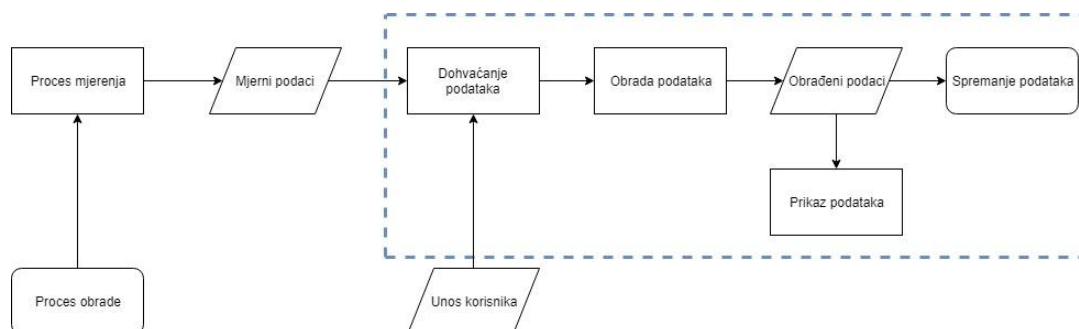 Proces mjerenja
Mjerni podaci
Dohvaćanje
podataka
Obrada podataka
Obrađeni podaci
Spremanje podataka
Prikaz podataka
Proces obrade
Unos korisnika